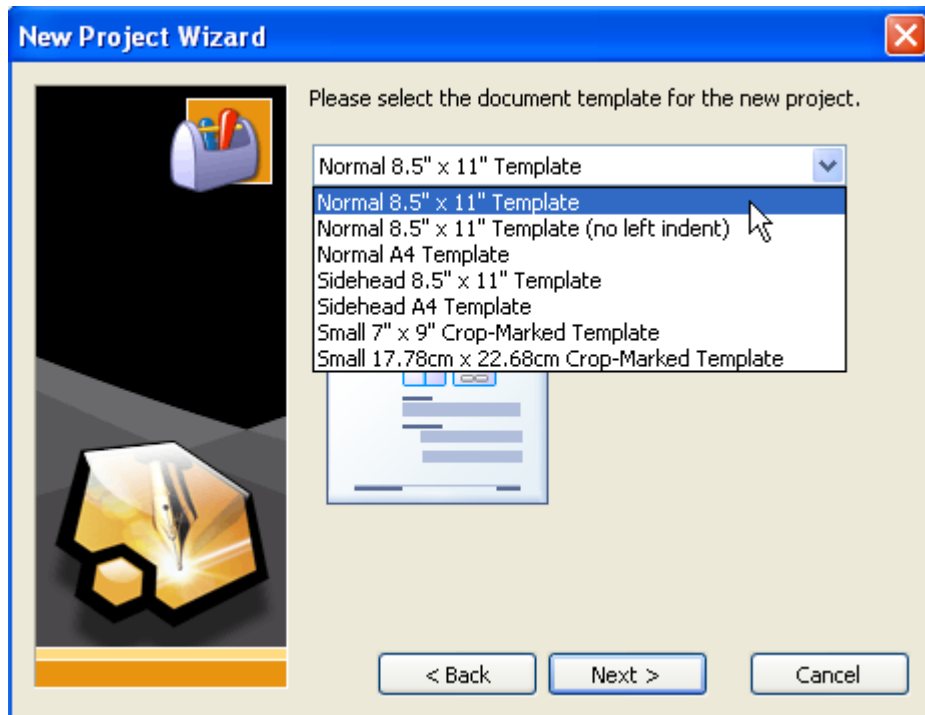 New Project Wizard
Please select the document template for the new project.
Normal 8.5" x 11" Template
Normal 8.5" x 11" Template
Normal 8.5" x 11" Template (no left indent)
Normal A4 Template
Sidehead 8.5" x 11" Template
Sidehead A4 Template
Small 7" x 9" Crop-Marked Template
Small 17.78cm x 22.68cm Crop-Marked Template
< Back
Next >
Cancel